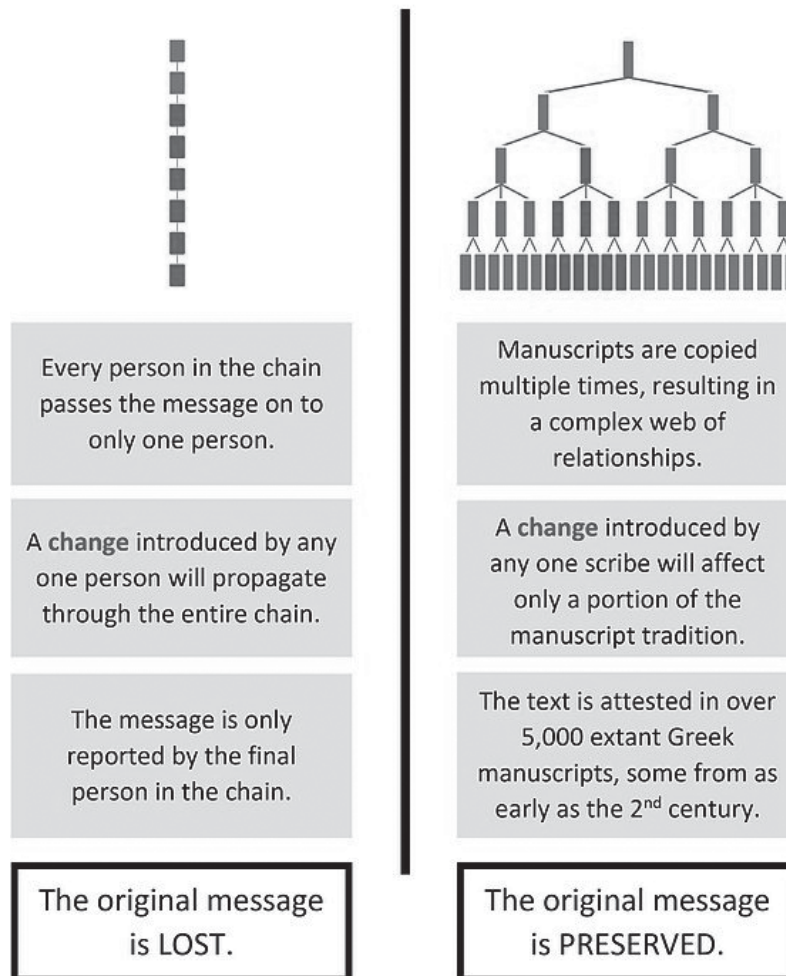 Every person in the chain
passes the message on to
only one person.
A change introduced by any
one person will propagate
through the entire chain.
The message is only
reported by the final
person in the chain.
The original message
is LOST.
Manuscripts are copied
multiple times, resulting in
a complex web of
relationships.
A change introduced by
any one scribe will affect
only a portion of the
manuscript tradition.
The text is attested in over
5,000 extant Greek
manuscripts, some from as
early as the 2nd century.
The original message
is PRESERVED.